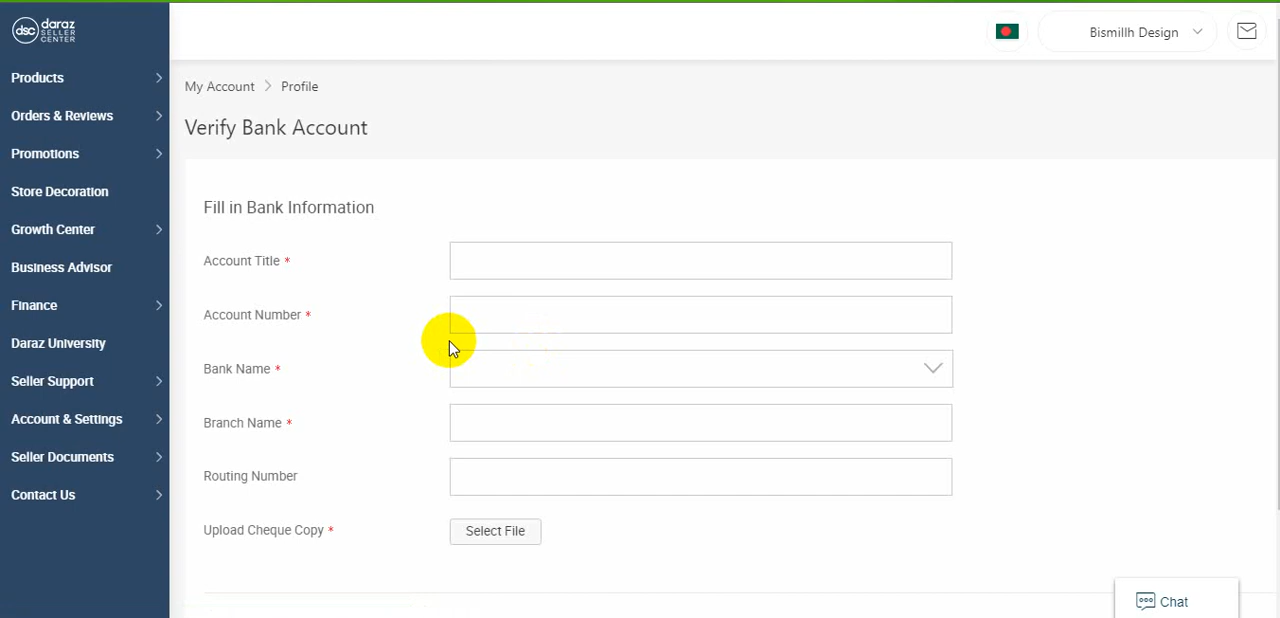 dsc daraz
SELLER
CENTER
Bismillh Design
Products
Orders & Reviews
Promotions
Store Decoration
Growth Center
Business Advisor
Finance
Daraz University
Seller Support
Account & Settings
Seller Documents
Contact Us
My Account > Profile
Verify Bank Account
Fill in Bank Information
Account Title *
Account Number *
Bank Name *
Branch Name *
Routing Number
Upload Cheque Copy *
Select File
Chat